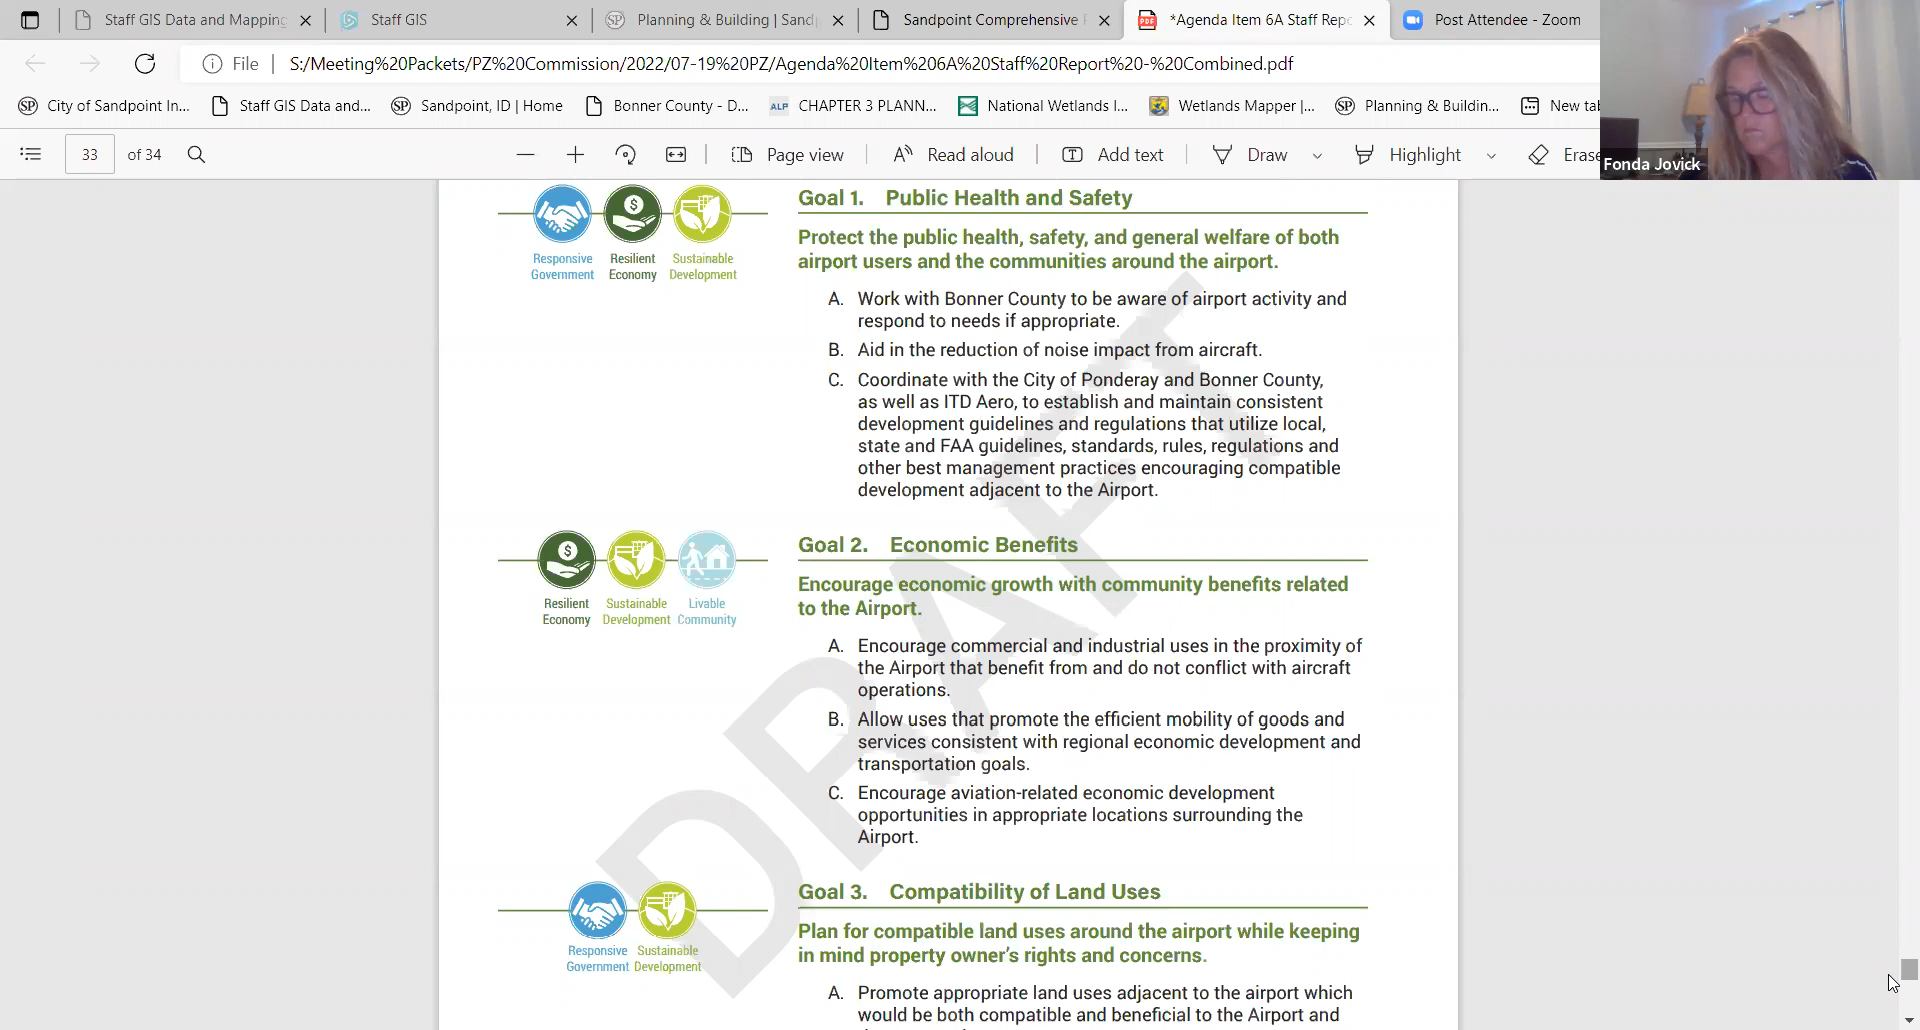 Staff GIS Data and Mapping
Staff GIS
Planning & Building | Sand
Sandpoint Comprehensive
*Agenda Item 6A Staff Repo
Post Attendee - Zoom
File
S:/Meeting%20Packets/PZ%20Commission/2022/07-19%20PZ/Agenda%20Item%206A%20Staff%20Report%20-%20Combined.pdf
City of Sandpoint In...
Staff GIS Data and...
Sandpoint, ID | Home
Bonner County - D...
ALP CHAPTER 3 PLANN...
National Wetlands I...
Wetlands Mapper |...
Planning & Buildin...
New tab
33 of 34
Page view
Read aloud
Add text
Draw
Highlight
Erase
Fonda Jovick
Responsive Government
Resilient Economy
Sustainable Development
Goal 1. Public Health and Safety
Protect the public health, safety, and general welfare of both
airport users and the communities around the airport.
A. Work with Bonner County to be aware of airport activity and
respond to needs if appropriate.
B. Aid in the reduction of noise impact from aircraft.
C. Coordinate with the City of Ponderay and Bonner County,
as well as ITD Aero, to establish and maintain consistent
development guidelines and regulations that utilize local,
state and FAA guidelines, standards, rules, regulations and
other best management practices encouraging compatible
development adjacent to the Airport.
Resilient Economy
Sustainable Development
Livable Community
Goal 2. Economic Benefits
Encourage economic growth with community benefits related
to the Airport.
A. Encourage commercial and industrial uses in the proximity of
the Airport that benefit from and do not conflict with aircraft
operations.
B. Allow uses that promote the efficient mobility of goods and
services consistent with regional economic development and
transportation goals.
C. Encourage aviation-related economic development
opportunities in appropriate locations surrounding the
Airport.
Responsive Government
Sustainable Development
Goal 3. Compatibility of Land Uses
Plan for compatible land uses around the airport while keeping
in mind property owner's rights and concerns.
A. Promote appropriate land uses adjacent to the airport which
would be both compatible and beneficial to the Airport and
DRAFT